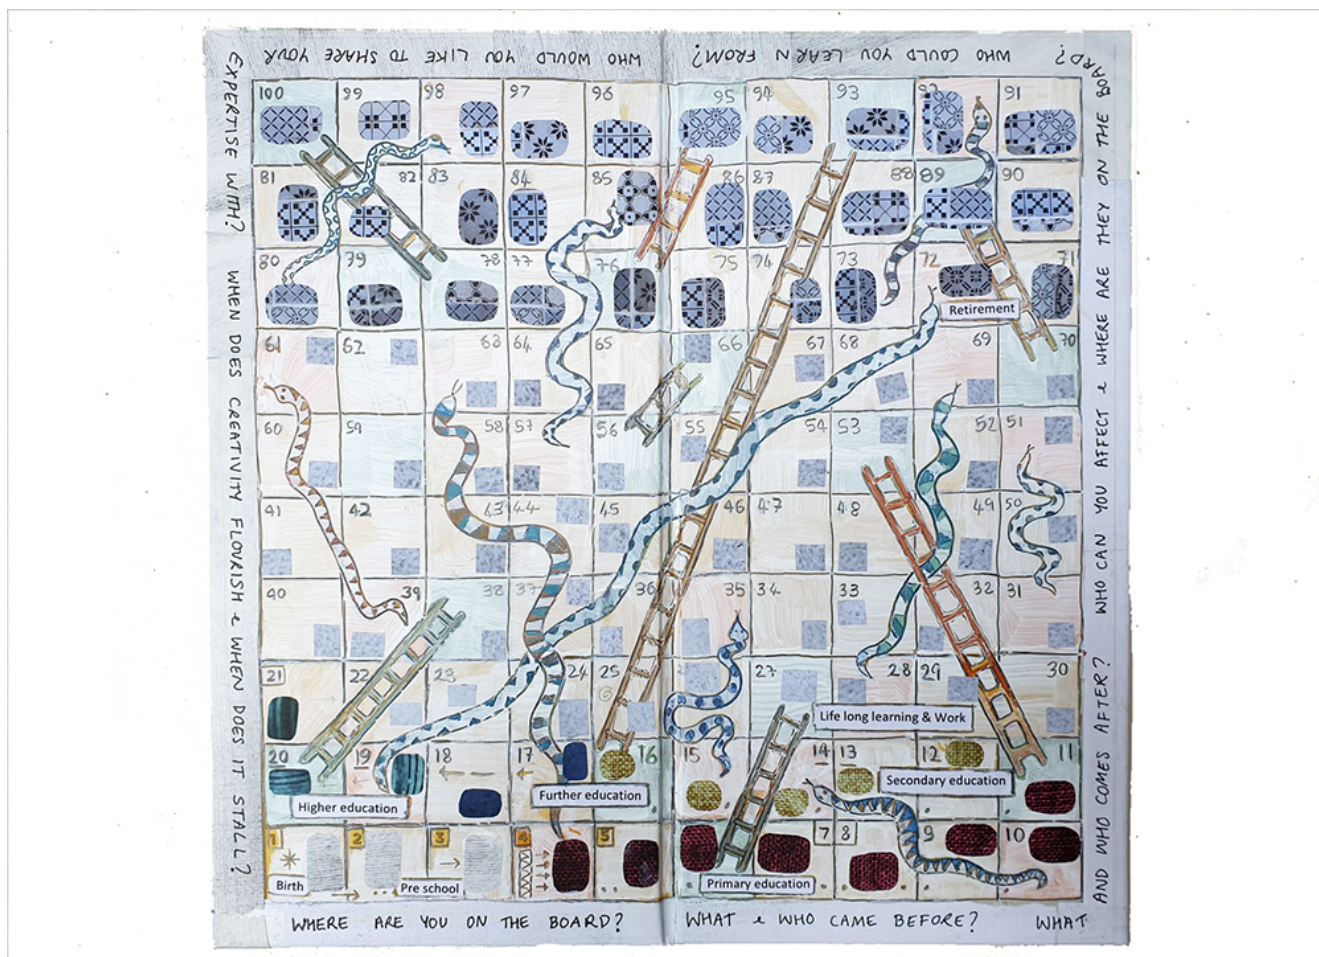 WHO WOULD YOU LIKE TO SHARE YOUR
WHO COULD YOU LEARN FROM?
EXPERTISE WITH? WHEN DOES CREATIVITY FLOURISH & WHEN DOES IT STALL?
WHO CAN YOU AFFECT & WHERE ARE THEY ON THE BOARD?
100 99 98 97 96 95 94 93 92 91
81 82 83 84 85 86 87 88 89 90
80 79 78 77 76 75 74 73 72 71
Retirement
61 62 63 64 65 66 67 68 69 70
60 59 58 57 56 55 54 53 52 51
41 42 43 44 45 46 47 48 49 50
40 39 38 37 36 35 34 33 32 31
21 22 23 24 25 27 28 29 30
Life long learning & Work
20 19 18 17 16 15 14 13 12 11
Secondary education
Higher education
Further education
1 2 3 4 5 7 8 9 10
Birth
Pre school
Primary education
WHERE ARE YOU ON THE BOARD?
WHAT & WHO CAME BEFORE?
WHAT
AND WHO COMES AFTER?